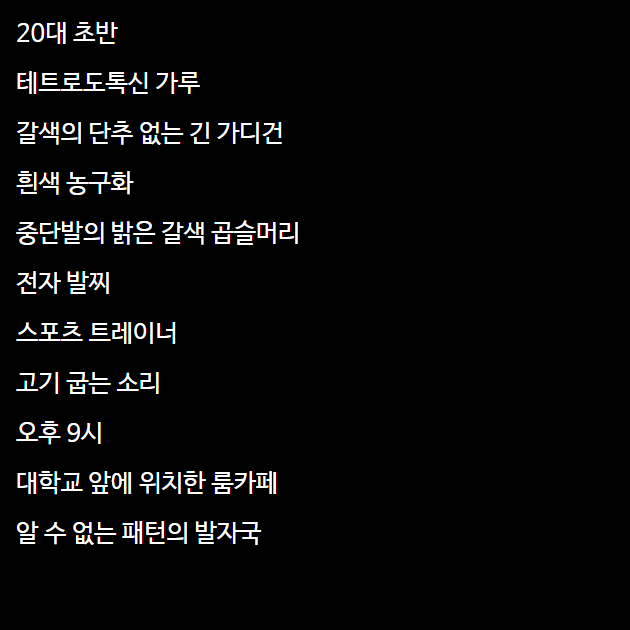 20대 초반
테트로도톡신 가루
갈색의 단추 없는 긴 가디건
흰색 농구화
중단발의 밝은 갈색 곱슬머리
전자 발찌
스포츠 트레이너
고기 굽는 소리
오후 9시
대학교 앞에 위치한 룸카페
알 수 없는 패턴의 발자국